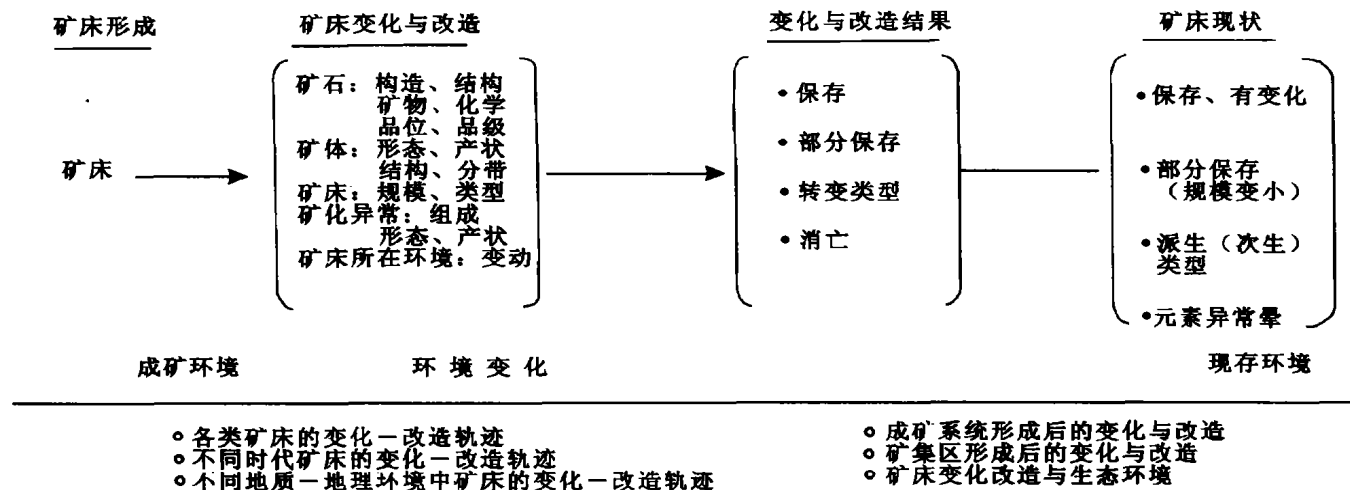 矿床形成
矿床变化与改造
变化与改造结果
矿床现状
矿床
矿石：构造、结构
矿物、化学
品位、品级
矿体：形态、产状
结构、分带
矿床：规模、类型
矿化异常：组成
形态、产状
矿床所在环境：变动
•保存
•部分保存
•转变类型
•消亡
•保存、有变化
•部分保存
（规模变小）
•派生（次生）
类型
•元素异常晕
成矿环境
环境变化
现存环境
○各类矿床的变化－改造轨迹
○不同时代矿床的变化－改造轨迹
○不同地质－地理环境中矿床的变化－改造轨迹
○成矿系统形成后的变化与改造
○矿集区形成后的变化与改造
○矿床变化改造与生态环境